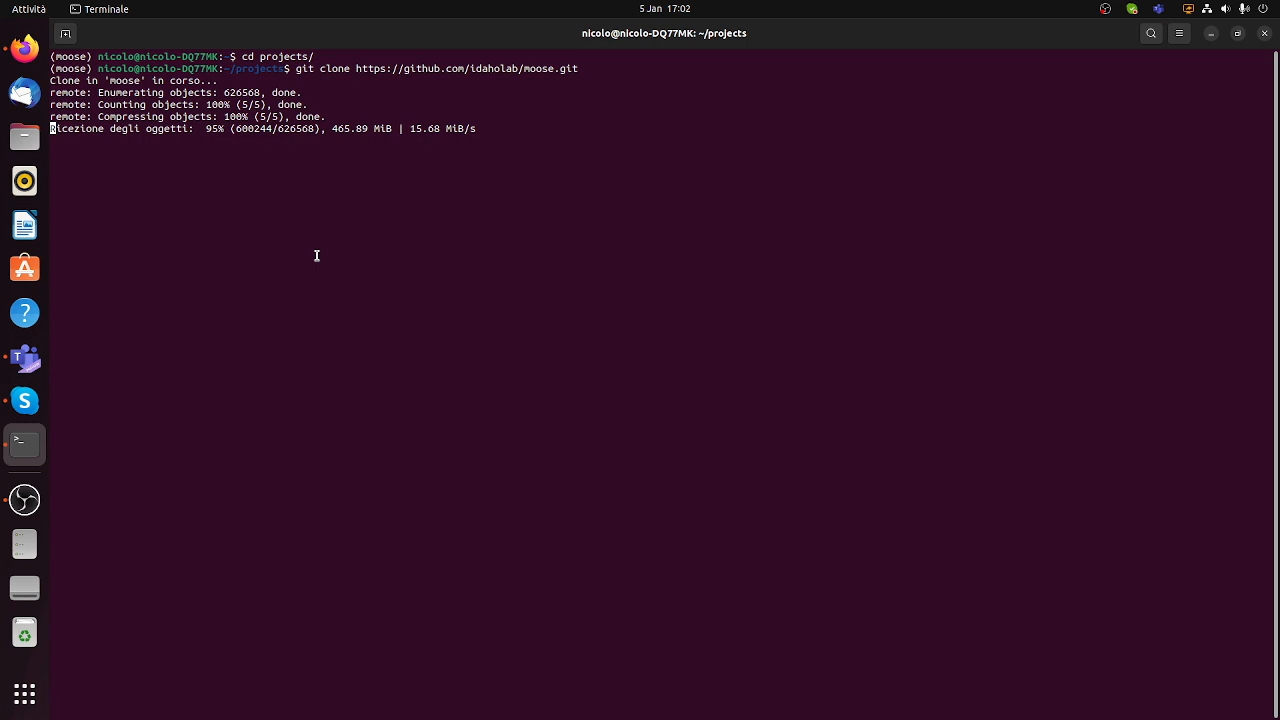 Attività
Terminale
5 Jan 17:02
nicolo@nicolo-DQ77MK: ~/projects
(moose) nicolo@nicolo-DQ77MK:~$ cd projects/
(moose) nicolo@nicolo-DQ77MK:~/projects$ git clone https://github.com/idaholab/moose.git
Clone in 'moose' in corso...
remote: Enumerating objects: 626568, done.
remote: Counting objects: 100% (5/5), done.
remote: Compressing objects: 100% (5/5), done.
Ricezione degli oggetti:  95% (600244/626568), 465.89 MiB | 15.68 MiB/s